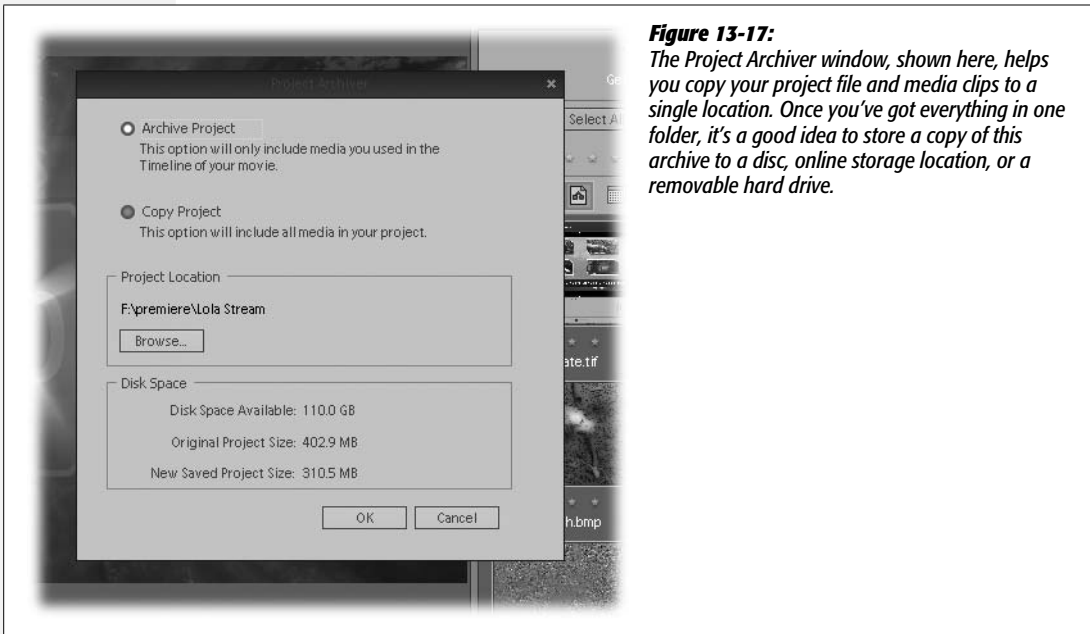 Project Archiver
Archive Project
This option will only include media you used in the
Timeline of your movie.
Copy Project
This option will include all media in your project.
Project Location
F:\premiere\Lola Stream
Browse...
Disk Space
Disk Space Available: 110.0 GB
Original Project Size: 402.9 MB
New Saved Project Size: 310.5 MB
OK Cancel
Ge
Select A
ate.tif
h.bmp
Figure 13-17:
The Project Archiver window, shown here, helps
you copy your project file and media clips to a
single location. Once you've got everything in one
folder, it's a good idea to store a copy of this
archive to a disc, online storage location, or a
removable hard drive.